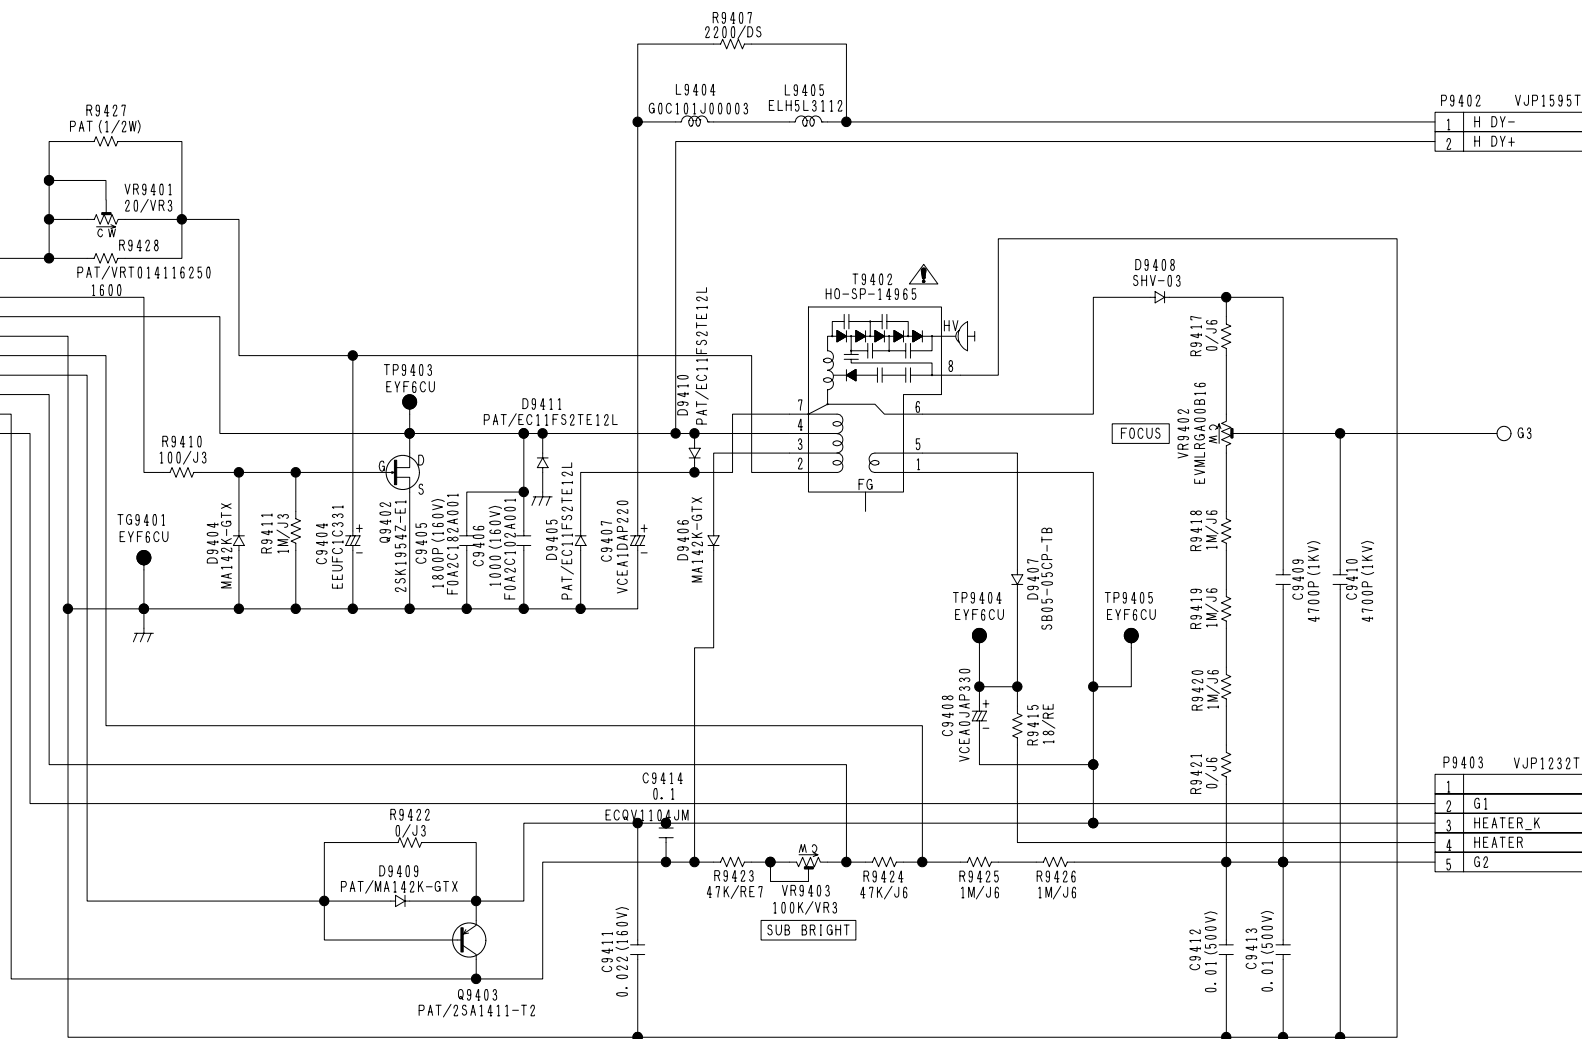 R9407
2200/DS
L9404
G0C101J00003
L9405
ELH5L3112
P9402 VJP1595T
1 H DY-
2 H DY+
R9427
PAT(1/2W)
VR9401
20/VR3
CW
R9428
PAT/VRT014116250
1600
T9402
HO-SP-14965
HV
8
7
4
3
2
6
5
1
FG
D9408
SHV-03
R9417
0/J6
FOCUS
VR9402
EVMLRGA00B16
CW
G3
TP9403
EYF6CU
D9411
PAT/EC11FS2TE12L
D9410
PAT/EC11FS2TE12L
R9410
100/J3
G
D
S
TG9401
EYF6CU
D9404
MA142K-GTX
R9411
1M/J3
C9404
EEUFC1C331
+
-
Q9402
2SK1954Z-E1
C9405
1800P(160V)
F0A2C182A001
C9406
1000(160V)
F0A2C102A001
D9405
PAT/EC11FS2TE12L
C9407
VCEA1DAP220
+
-
D9406
MA142K-GTX
D9407
SB05-05CP-TB
TP9404
EYF6CU
TP9405
EYF6CU
C9408
VCEA0JAP330
+
-
R9415
18/RE
R9418
1M/J6
R9419
1M/J6
R9420
1M/J6
R9421
0/J6
C9409
4700P(1KV)
C9410
4700P(1KV)
P9403 VJP1232T
1
2 G1
3 HEATER_K
4 HEATER
5 G2
C9414
0.1
ECQV1104JM
R9422
0/J3
D9409
PAT/MA142K-GTX
Q9403
PAT/2SA1411-T2
R9423
47K/RE7
CW
VR9403
100K/VR3
SUB BRIGHT
R9424
47K/J6
R9425
1M/J6
R9426
1M/J6
C9411
0.022(160V)
C9412
0.01(500V)
C9413
0.01(500V)